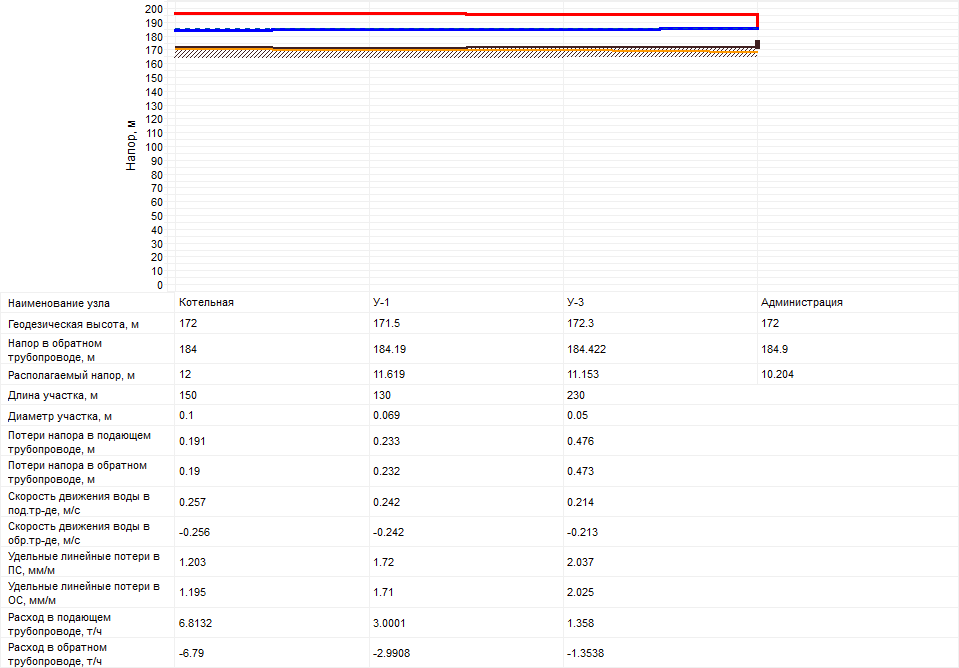 200
190
180
170
160
150
140
130
120
110
100
90
80
70
60
50
40
30
20
10
0
Напор, м
Наименование узла Котельная У-1 У-3 Администрация
Геодезическая высота, м 172 171.5 172.3 172
Напор в обратном
трубопроводе, м 184 184.19 184.422 184.9
Располагаемый напор, м 12 11.619 11.153 10.204
Длина участка, м 150 130 230
Диаметр участка, м 0.1 0.069 0.05
Потери напора в подающем
трубопроводе, м 0.191 0.233 0.476
Потери напора в обратном
трубопроводе, м 0.19 0.232 0.473
Скорость движения воды в
под.тр-де, м/с 0.257 0.242 0.214
Скорость движения воды в
обр.тр-де, м/с -0.256 -0.242 -0.213
Удельные линейные потери в
ПС, мм/м 1.203 1.72 2.037
Удельные линейные потери в
ОС, мм/м 1.195 1.71 2.025
Расход в подающем
трубопроводе, т/ч 6.8132 3.0001 1.358
Расход в обратном
трубопроводе, т/ч -6.79 -2.9908 -1.3538